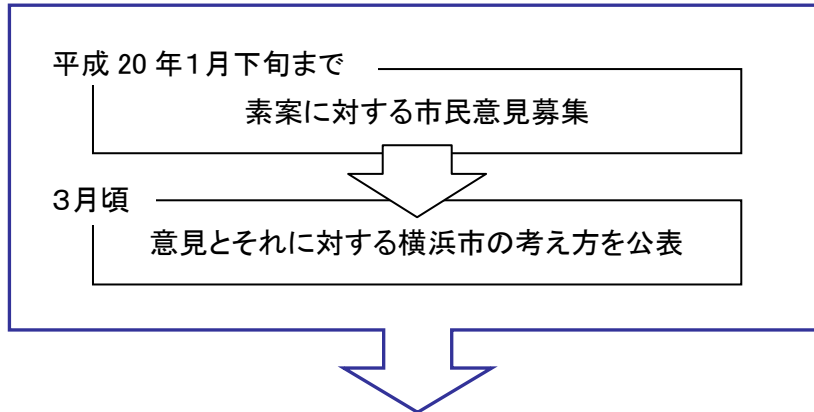 平成 20 年１月下旬まで
素案に対する市民意見募集
３月頃
意見とそれに対する横浜市の考え方を公表